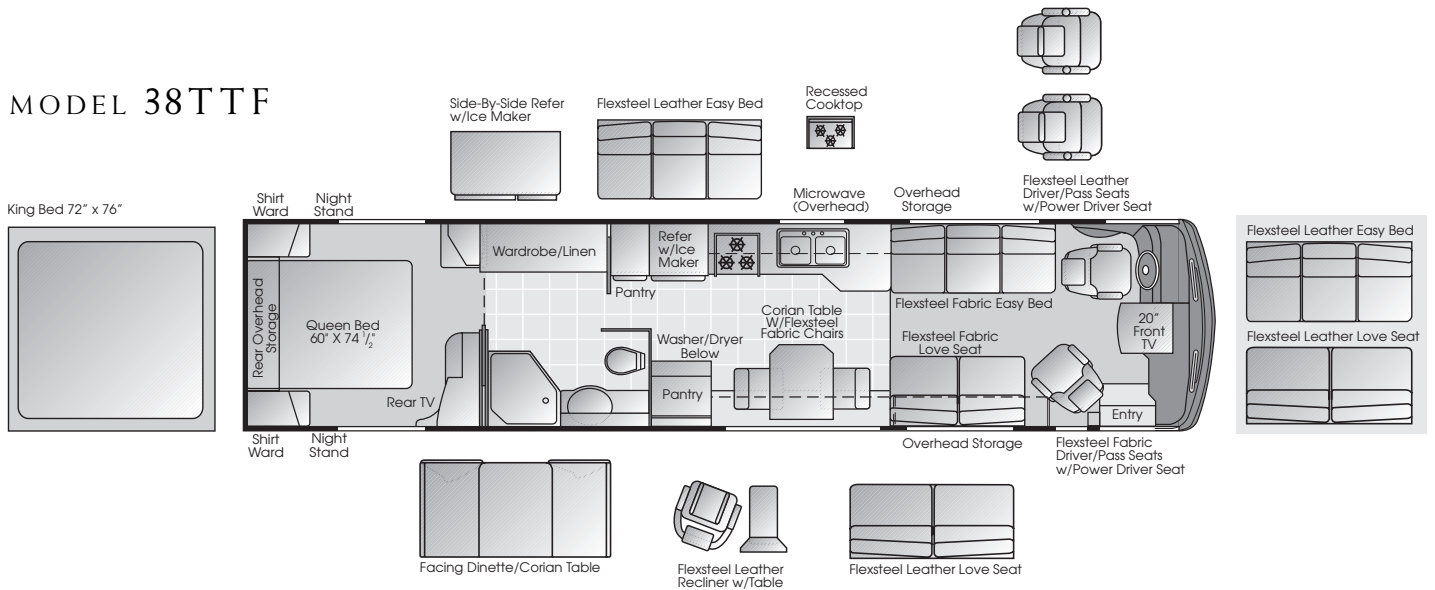 MODEL 38TTF
Side-By-Side Refer
w/Ice Maker
Flexsteel Leather Easy Bed
Recessed
Cooktop
King Bed 72" x 76"
Shirt
Ward
Night
Stand
Microwave
(Overhead)
Overhead
Storage
Flexsteel Leather
Driver/Pass Seats
w/Power Driver Seat
Rear Overhead
Storage
Queen Bed
60" X 74 1/2"
Wardrobe/Linen
Refer
w/Ice
Maker
Pantry
Flexsteel Fabric Easy Bed
Corian Table
W/Flexsteel
Fabric Chairs
Washer/Dryer
Below
Pantry
Flexsteel Fabric
Love Seat
20"
Front
TV
Rear TV
Entry
Flexsteel Leather Easy Bed
Flexsteel Leather Love Seat
Shirt
Ward
Night
Stand
Overhead Storage
Flexsteel Fabric
Driver/Pass Seats
w/Power Driver Seat
Facing Dinette/Corian Table
Flexsteel Leather
Recliner w/Table
Flexsteel Leather Love Seat